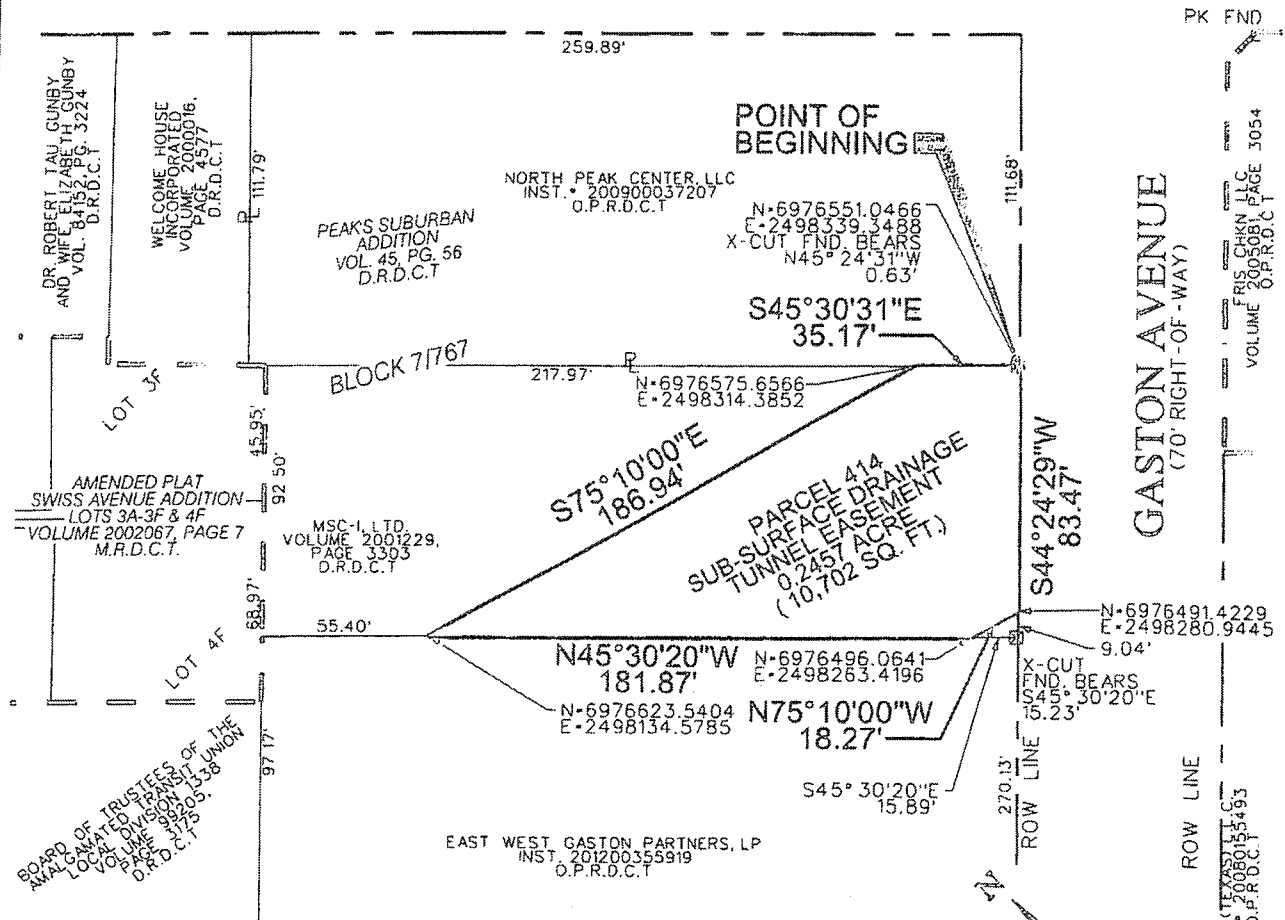 PK FND
259.89'
DR. ROBERT TAU GUNBY
AND WIFE, ELIZABETH GUNBY
VOL. 84152, PG. 3224
D.R.D.C.T
WELCOME HOUSE
INCORPORATED
VOLUME 2000016,
PAGE 4577
D.R.D.C.T
PL 111.79'
POINT OF
BEGINNING
111.68'
NORTH PEAK CENTER, LLC
INST.* 200900037207
O.P.R.D.C.T
PEAK'S SUBURBAN
ADDITION
VOL. 45, PG. 56
D.R.D.C.T
N=6976551.0466
E=2498339.3488
X-CUT FND. BEARS
N45°24'31"W
0.63'
S45°30'31"E
35.17'
GASTON AVENUE
(70' RIGHT-OF-WAY)
FRIS CHKN LLC
VOLUME 2005081 PAGE 3054
O.P.R.D.C.T
LOT 3F
BLOCK 7/767
217.97'
PL
N=6976575.6566
E=2498314.3852
45.95'
92.50'
S75°10'00"E
186.94'
PARCEL 414
SUB-SURFACE DRAINAGE
TUNNEL EASEMENT
0.2457 ACRE
(10,702 SQ. FT.)
S44°24'29"W
83.47'
AMENDED PLAT
SWISS AVENUE ADDITION
LOTS 3A-3F & 4F
VOLUME 2002067, PAGE 7
M.R.D.C.T.
MSC-I, LTD.
VOLUME 2001229,
PAGE 3303
D.R.D.C.T
68.97'
55.40'
LOT 4F
N=6976491.4229
E=2498280.9445
9.04'
N45°30'20"W
181.87'
N=6976496.0641
E=2498263.4196
X-CUT
FND. BEARS
S45°30'20"E
15.23'
N=6976623.5404
E=2498134.5785
N75°10'00"W
18.27'
S45°30'20"E
15.89'
270.13'
ROW LINE
ROW LINE
97.17'
BOARD OF TRUSTEES OF THE
AMALGAMATED TRANSIT UNION
LOCAL DIVISION 1338
VOLUME 99205,
PAGE 3175
D.R.D.C.T
EAST WEST GASTON PARTNERS, LP
INST. 201200355919
O.P.R.D.C.T
N
(TEXAS)
20080155493
O.P.R.D.C.T